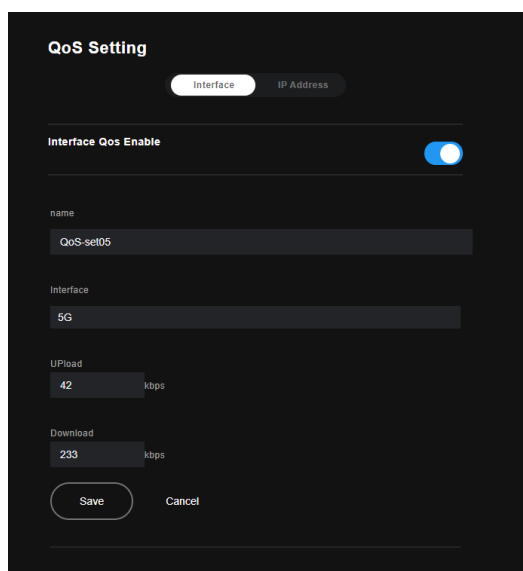 QoS Setting
Interface IP Address
Interface Qos Enable
name
QoS-set05
Interface
5G
UPload
42 kbps
Download
233 kbps
Save Cancel